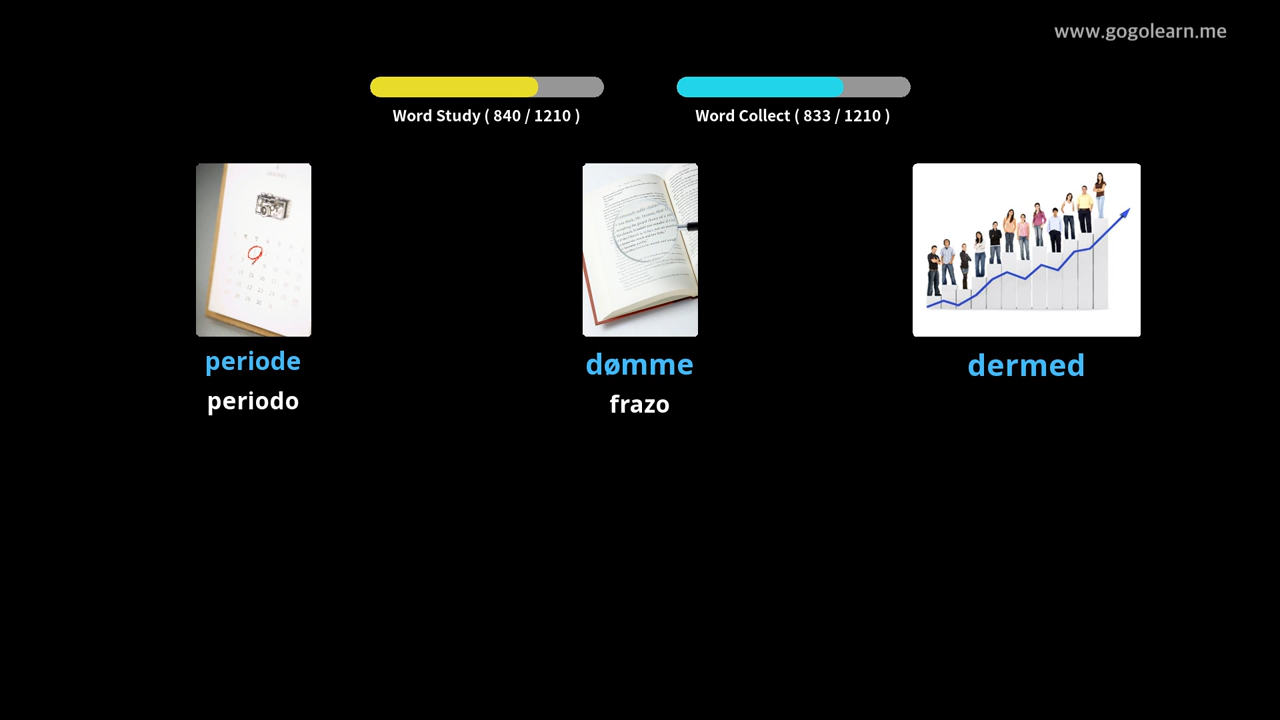 www.gogolearn.me
Word Study ( 840 / 1210 )
Word Collect ( 833 / 1210 )
periode
dømme
dermed
periodo
frazo